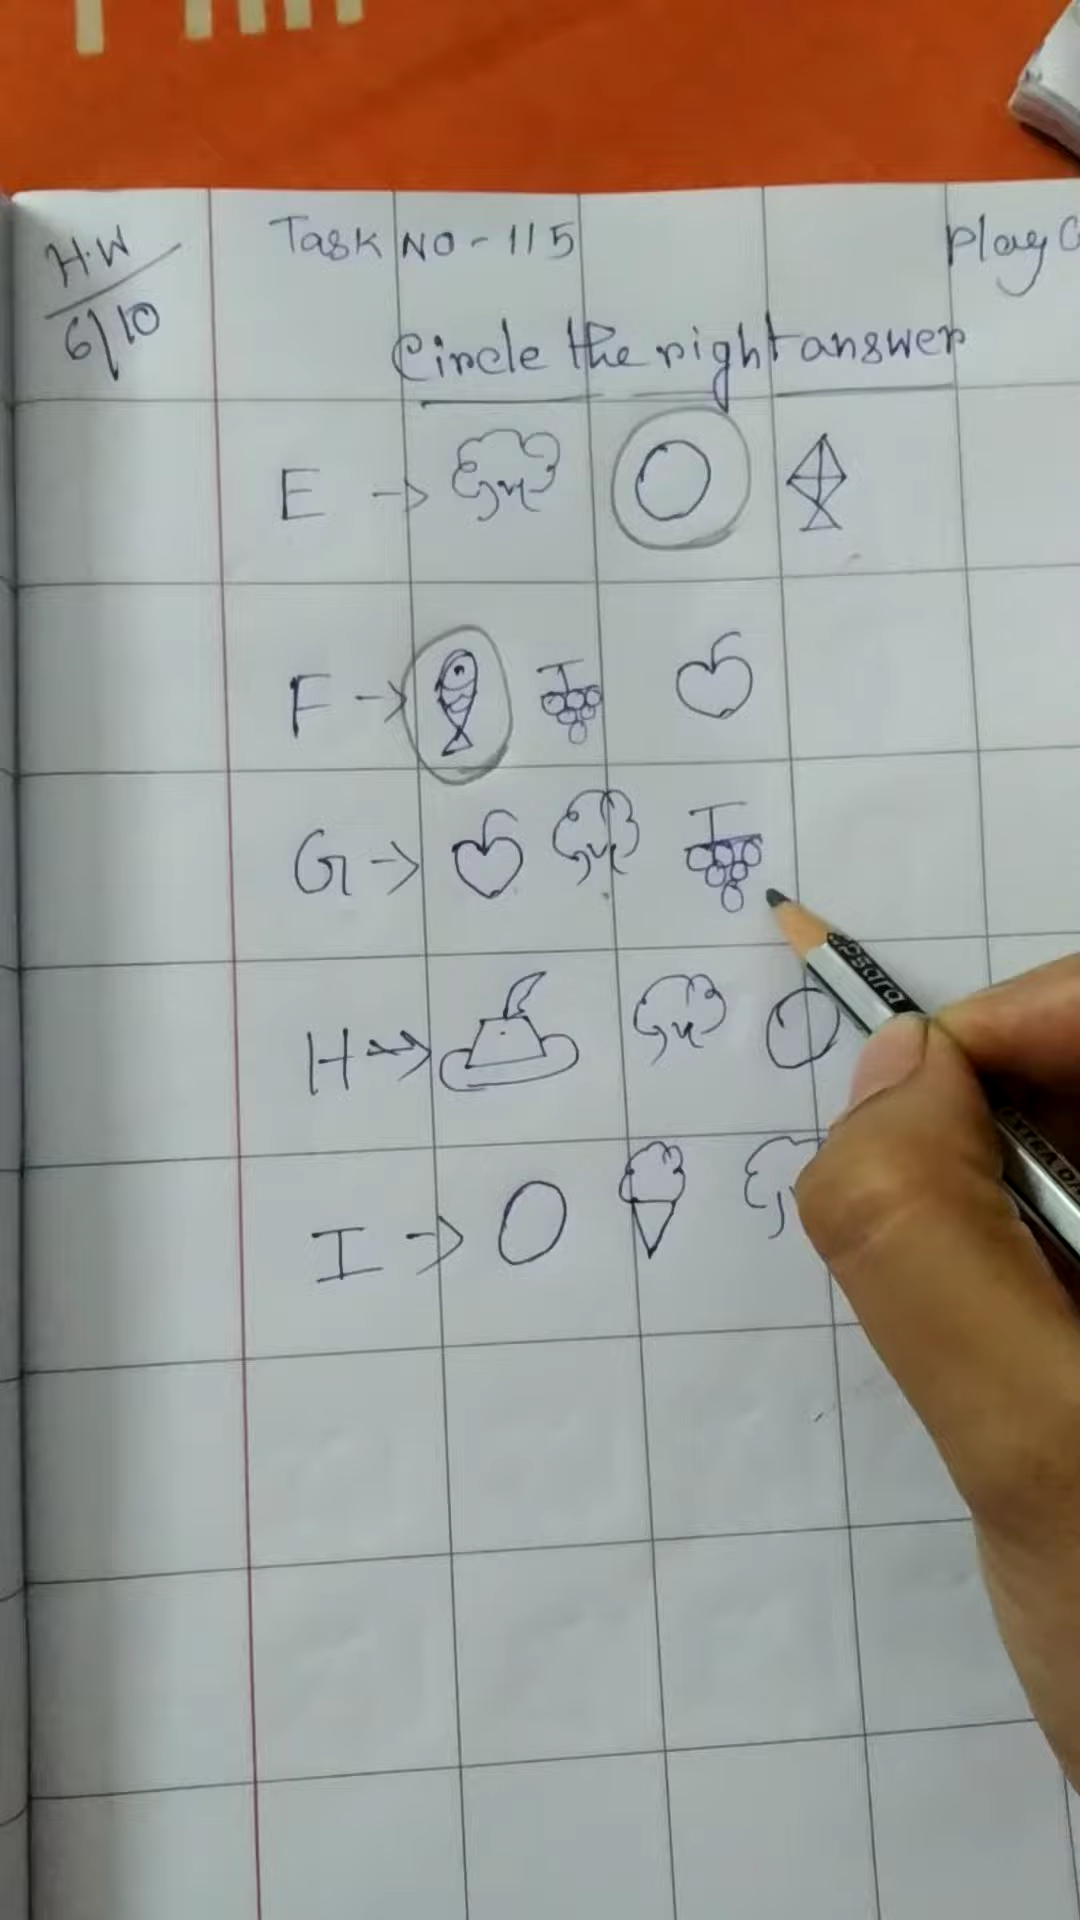 H.W
6/10
Task NO - 115
Play
Circle the right answer
E →
F →
G →
H →
I →
apsara